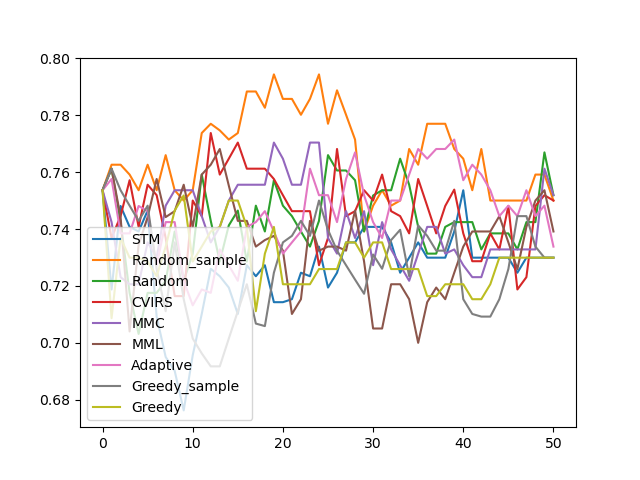 0.80
0.78
0.76
0.74
0.72
0.70
0.68
STM
Random_sample
Random
CVIRS
MMC
MML
Adaptive
Greedy_sample
Greedy
0 10 20 30 40 50